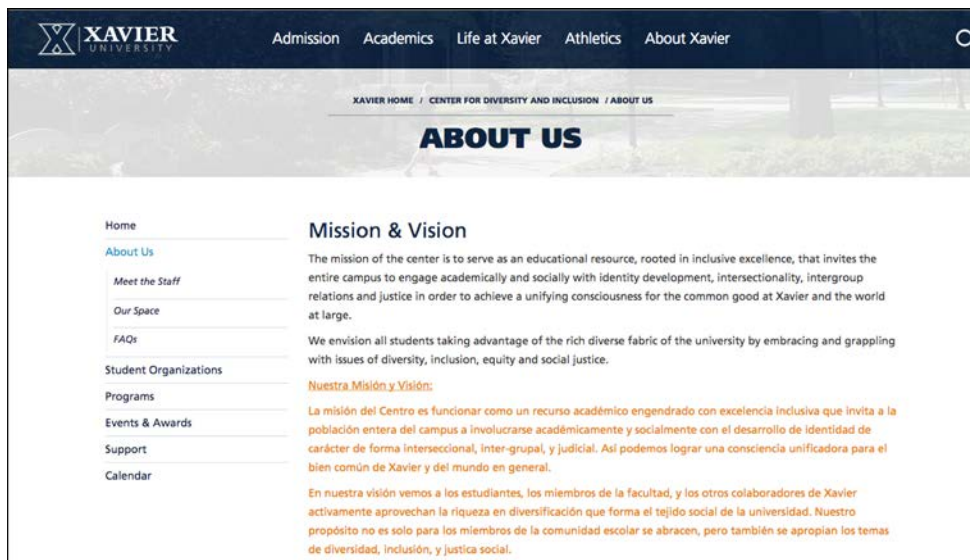 XAVIER
UNIVERSITY
Admission Academics Life at Xavier Athletics About Xavier
XAVIER HOME / CENTER FOR DIVERSITY AND INCLUSION / ABOUT US
ABOUT US
Home
About Us
Meet the Staff
Our Space
FAQs
Student Organizations
Programs
Events & Awards
Support
Calendar
Mission & Vision
The mission of the center is to serve as an educational resource, rooted in inclusive excellence, that invites the
entire campus to engage academically and socially with identity development, intersectionality, intergroup
relations and justice in order to achieve a unifying consciousness for the common good at Xavier and the world
at large.
We envision all students taking advantage of the rich diverse fabric of the university by embracing and grappling
with issues of diversity, inclusion, equity and social justice.
Nuestra Misión y Visión:
La misión del Centro es funcionar como un recurso académico engendrado con excelencia inclusiva que invita a la
población entera del campus a involucrarse académicamente y socialmente con el desarrollo de identidad de
carácter de forma interseccional, inter-grupal, y judicial. Así podemos lograr una consciencia unificadora para el
bien común de Xavier y del mundo en general.
En nuestra visión vemos a los estudiantes, los miembros de la facultad, y los otros colaboradores de Xavier
activamente aprovechan la riqueza en diversificación que forma el tejido social de la universidad. Nuestro
propósito no es solo para los miembros de la comunidad escolar se abracen, pero también se apropian los temas
de diversidad, inclusión, y justica social.